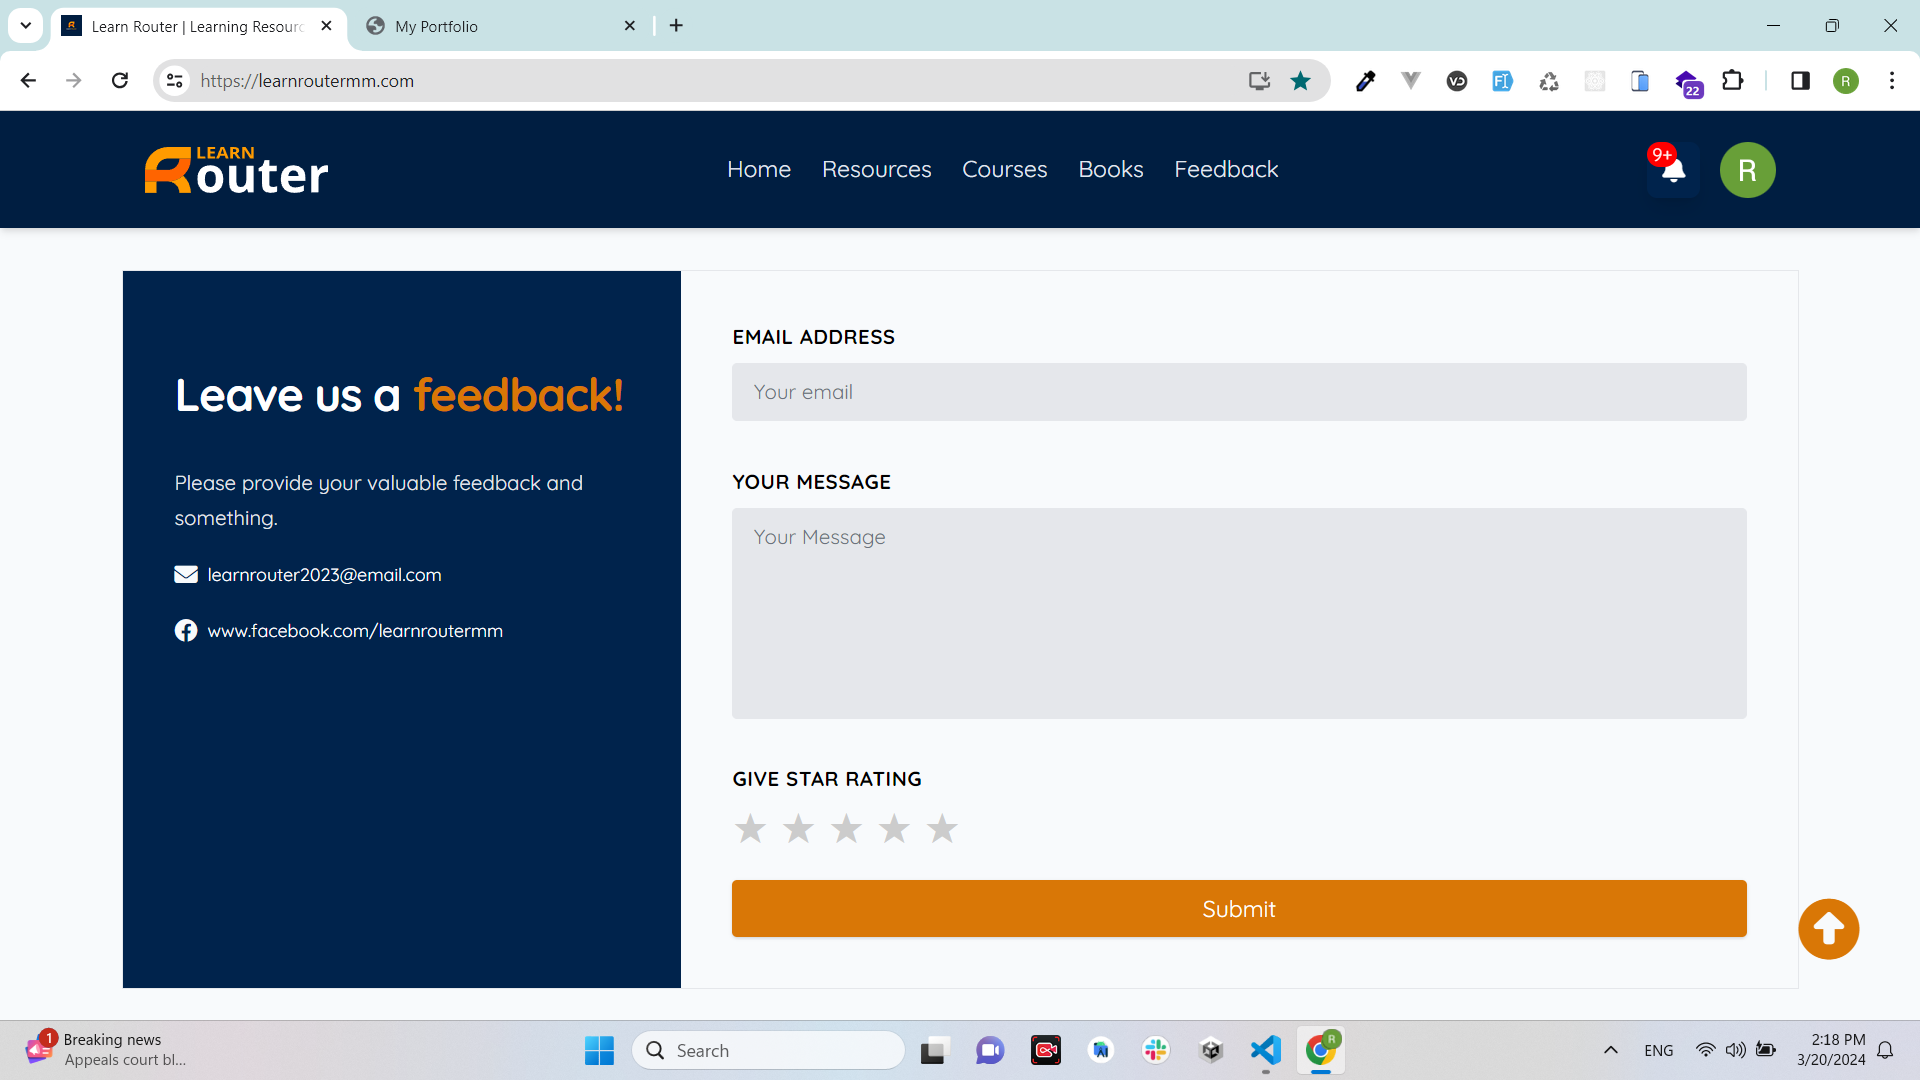 Learn Router | Learning Resourc
My Portfolio
https://learnroutermm.com
22
R
LEARN
Router
Home
Resources
Courses
Books
Feedback
9+
R
Leave us a feedback!
Please provide your valuable feedback and
something.
learnrouter2023@email.com
www.facebook.com/learnroutermm
EMAIL ADDRESS
Your email
YOUR MESSAGE
Your Message
GIVE STAR RATING
Submit
1
Breaking news
Appeals court bl...
Search
R
ENG
2:18 PM
3/20/2024